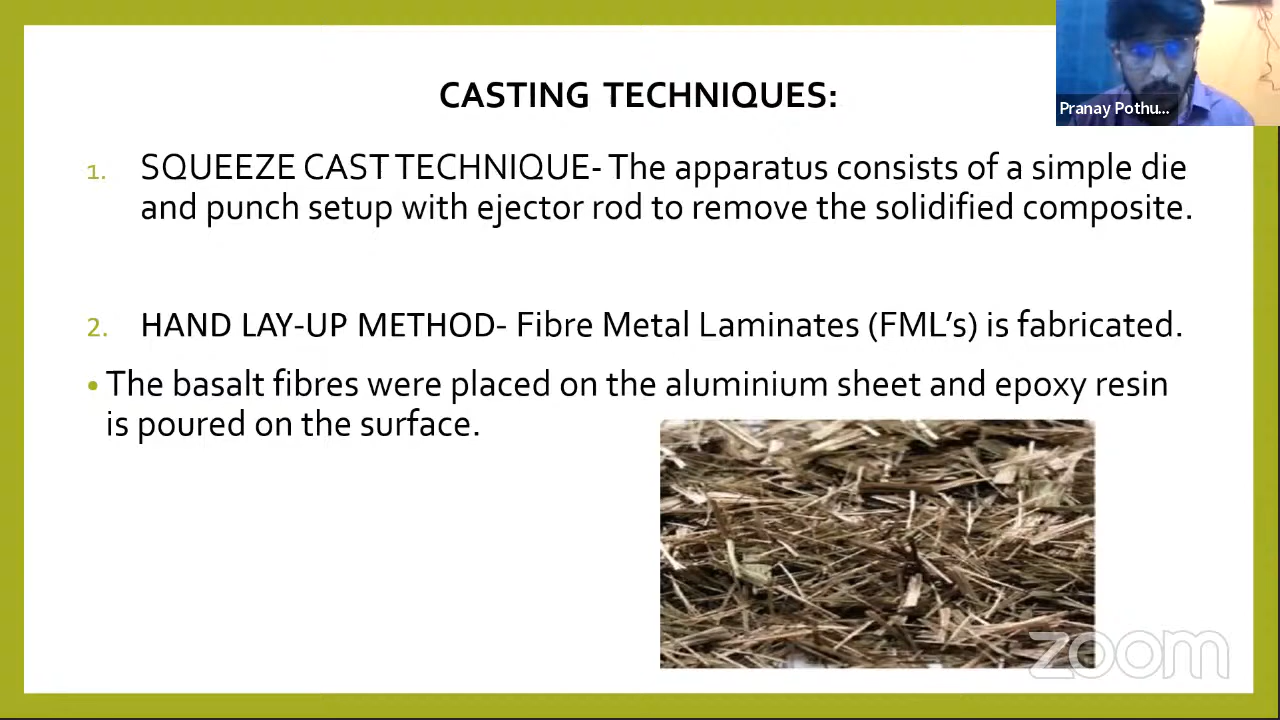 CASTING TECHNIQUES:
Pranay Pothu...
1. SQUEEZE CAST TECHNIQUE- The apparatus consists of a simple die
and punch setup with ejector rod to remove the solidified composite.
2. HAND LAY-UP METHOD- Fibre Metal Laminates (FML’s) is fabricated.
• The basalt fibres were placed on the aluminium sheet and epoxy resin
is poured on the surface.
zoom